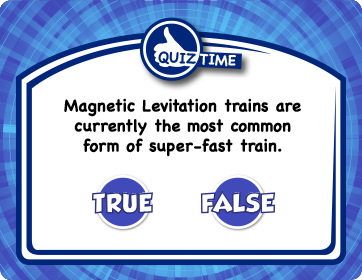 QUIZ TIME
Magnetic Levitation trains are
currently the most common
form of super-fast train.
TRUE FALSE